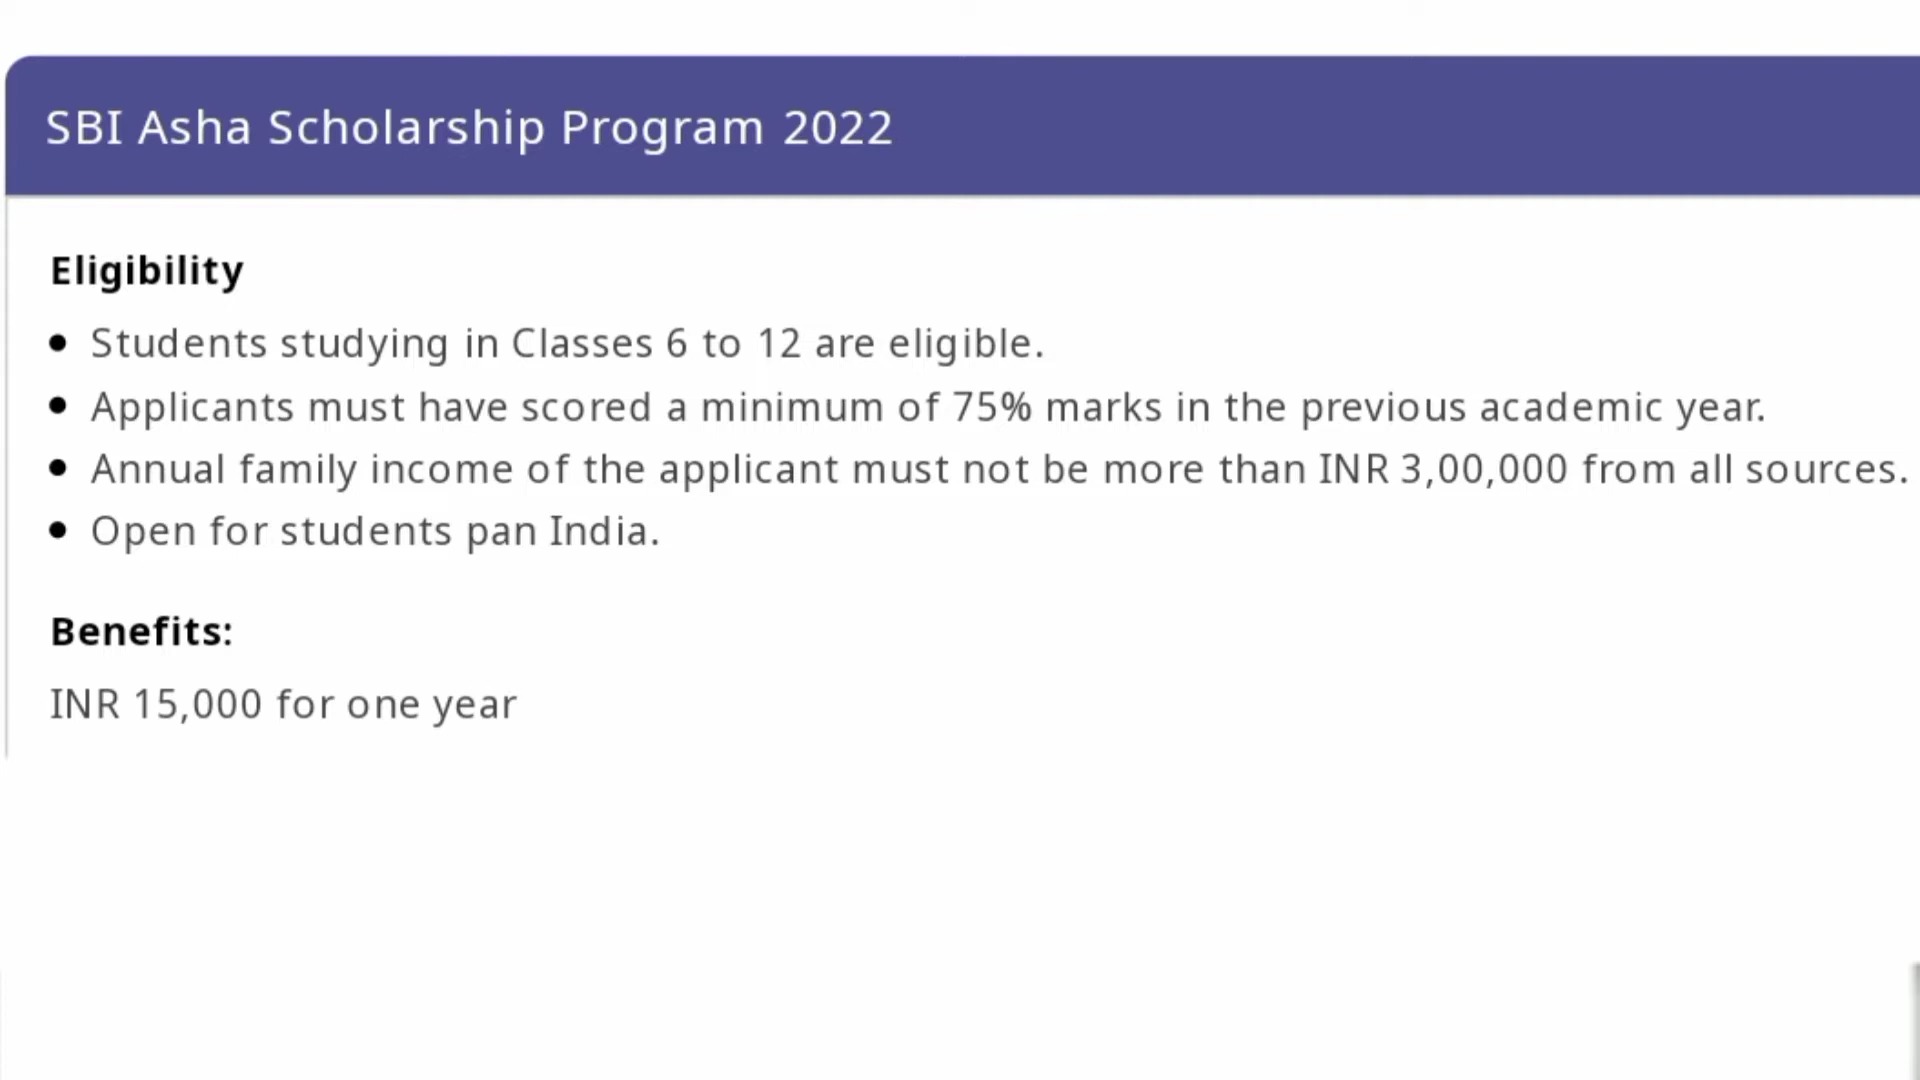 SBI Asha Scholarship Program 2022
Eligibility
• Students studying in Classes 6 to 12 are eligible.
• Applicants must have scored a minimum of 75% marks in the previous academic year.
• Annual family income of the applicant must not be more than INR 3,00,000 from all sources.
• Open for students pan India.
Benefits:
INR 15,000 for one year